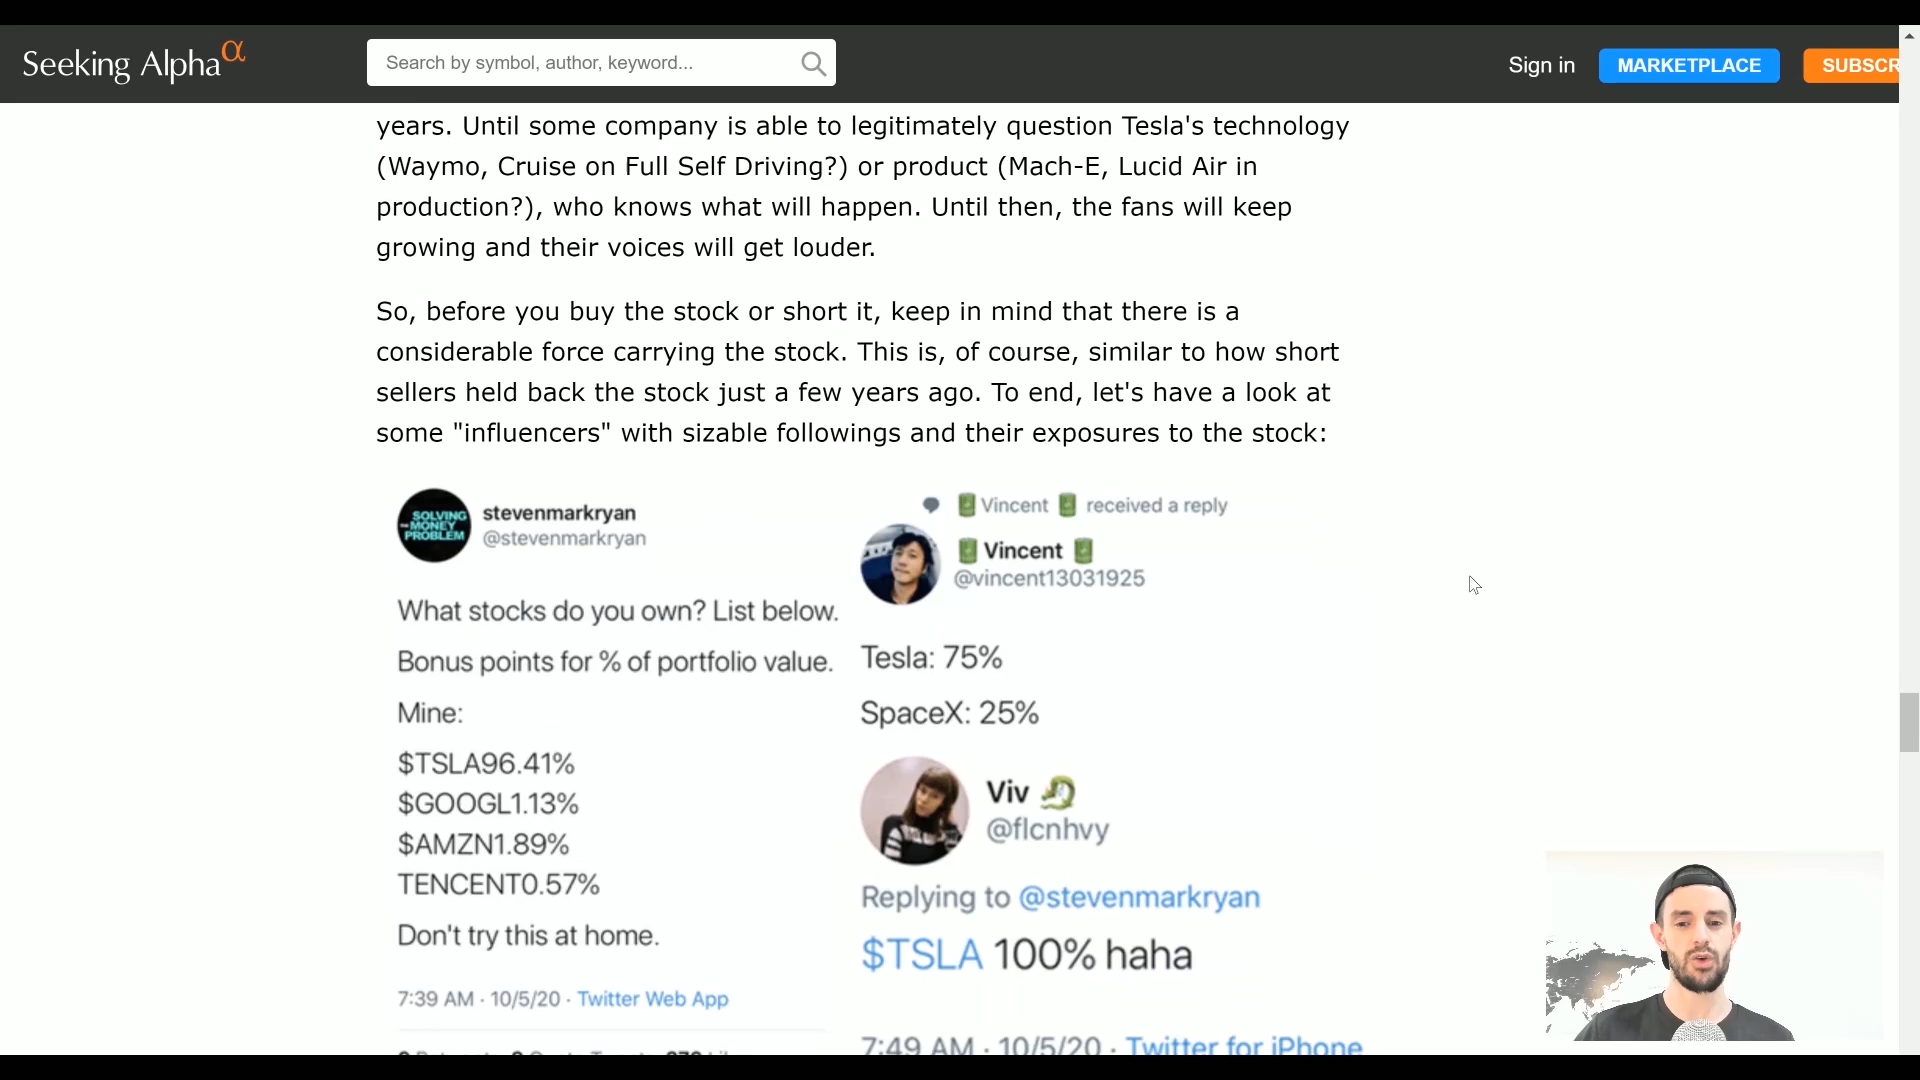 Seeking Alpha α
Search by symbol, author, keyword...
Sign in
MARKETPLACE
SUBSCR
years. Until some company is able to legitimately question Tesla's technology
(Waymo, Cruise on Full Self Driving?) or product (Mach-E, Lucid Air in
production?), who knows what will happen. Until then, the fans will keep
growing and their voices will get louder.
So, before you buy the stock or short it, keep in mind that there is a
considerable force carrying the stock. This is, of course, similar to how short
sellers held back the stock just a few years ago. To end, let's have a look at
some "influencers" with sizable followings and their exposures to the stock:
SOLVING
THE MONEY
PROBLEM
stevenmarkryan
@stevenmarkryan
What stocks do you own? List below.
Bonus points for % of portfolio value.
Mine:
$TSLA96.41%
$GOOGL1.13%
$AMZN1.89%
TENCENT0.57%
Don't try this at home.
7:39 AM · 10/5/20 · Twitter Web App
Vincent received a reply
Vincent
@vincent13031925
Tesla: 75%
SpaceX: 25%
Viv
@flcnhvy
Replying to @stevenmarkryan
$TSLA 100% haha
7:49 AM · 10/5/20 · Twitter for iPhone